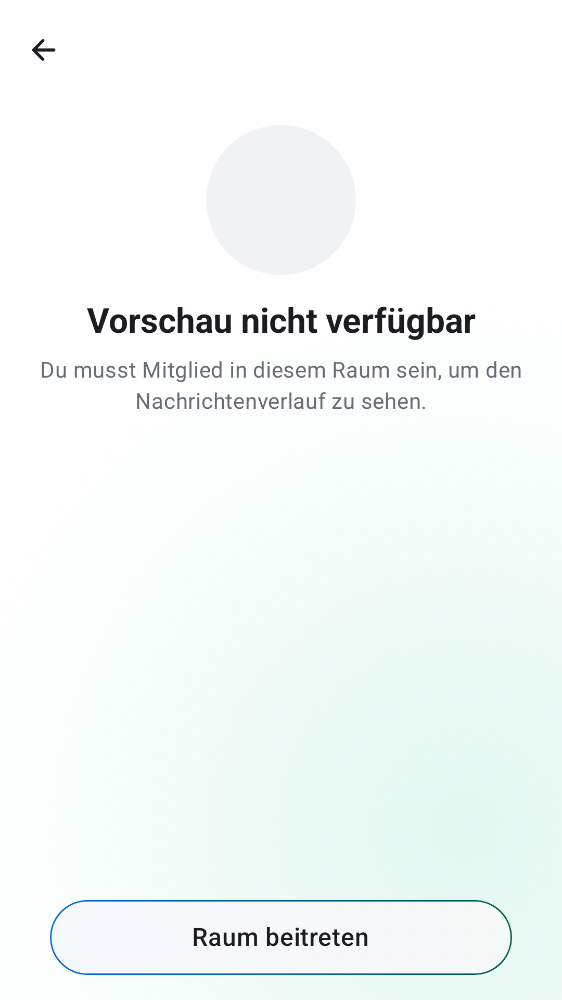 Vorschau nicht verfügbar
Du musst Mitglied in diesem Raum sein, um den
Nachrichtenverlauf zu sehen.
Raum beitreten